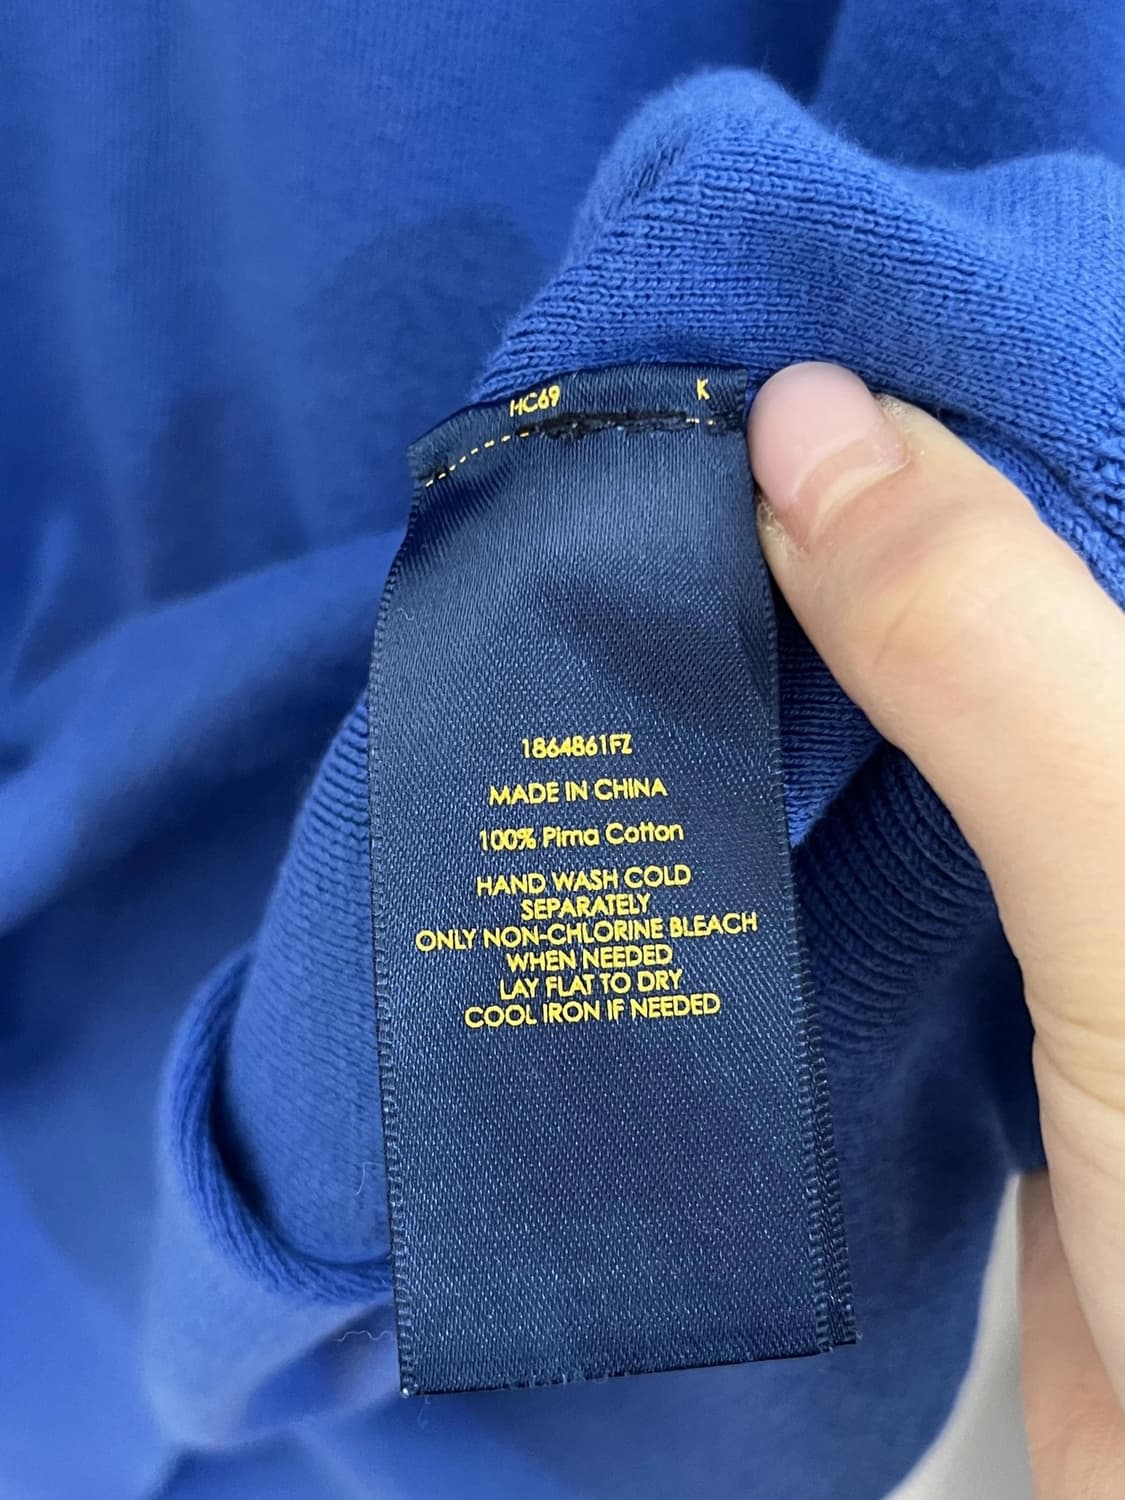 HC69 K
1864861FZ
MADE IN CHINA
100% Pima Cotton
HAND WASH COLD
SEPARATELY
ONLY NON-CHLORINE BLEACH
WHEN NEEDED
LAY FLAT TO DRY
COOL IRON IF NEEDED